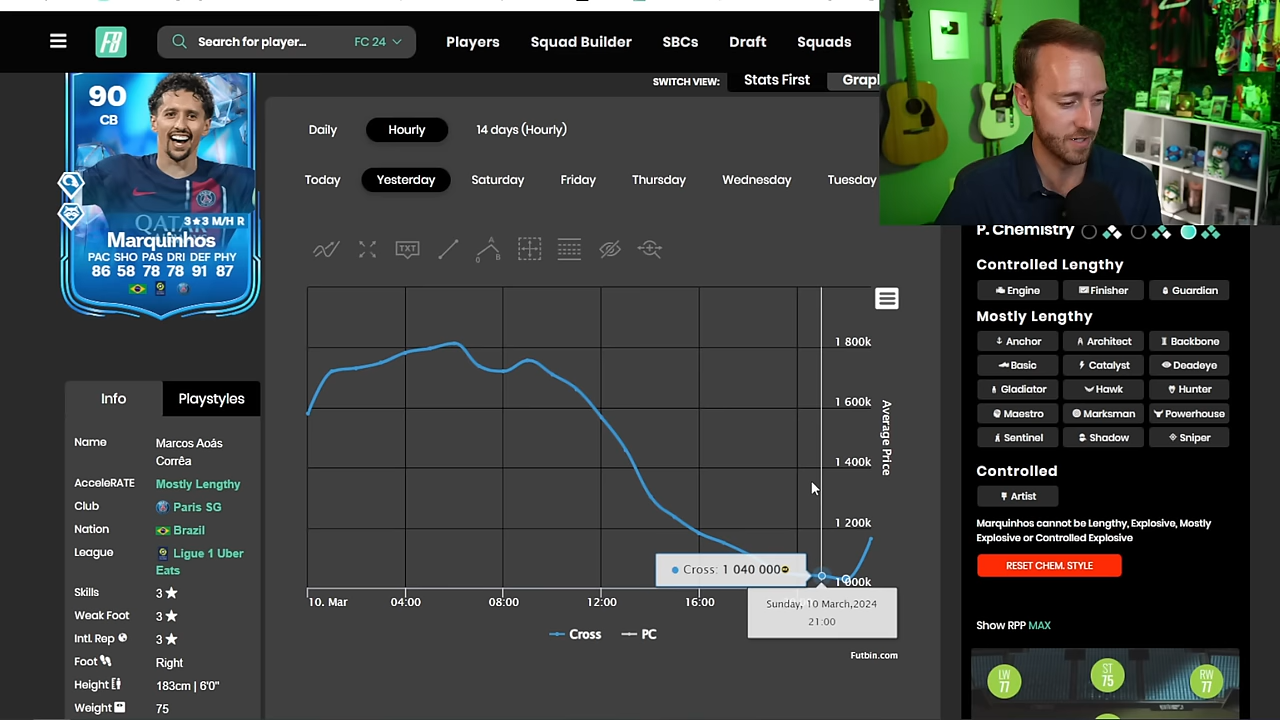 FB
Search for player...
FC 24
Players
Squad Builder
SBCs
Draft
Squads
90
CB
QATAR
3★3 M/H R
Marquinhos
PAC SHO PAS DRI DEF PHY
86 58 78 78 91 87
SWITCH VIEW:
Stats First
Graph
Daily
Hourly
14 days (Hourly)
Today
Yesterday
Saturday
Friday
Thursday
Wednesday
Tuesday
TXT
A
0
B
1 800k
1 600k
1 400k
1 200k
1 000k
Average Price
Cross: 1 040 000
Sunday, 10 March,2024
21:00
10. Mar
04:00
08:00
12:00
16:00
Cross
PC
Futbin.com
Info
Playstyles
Name
Marcos Aoás
Corrêa
AcceleRATE
Mostly Lengthy
Club
Paris SG
Nation
Brazil
League
Ligue 1 Uber
Eats
Skills
3 ★
Weak Foot
3 ★
Intl. Rep
3 ★
Foot
Right
Height
183cm | 6'0"
Weight
75
P. Chemistry
Controlled Lengthy
Engine
Finisher
Guardian
Mostly Lengthy
Anchor
Architect
Backbone
Basic
Catalyst
Deadeye
Gladiator
Hawk
Hunter
Maestro
Marksman
Powerhouse
Sentinel
Shadow
Sniper
Controlled
Artist
Marquinhos cannot be Lengthy, Explosive, Mostly
Explosive or Controlled Explosive
RESET CHEM. STYLE
Show RPP MAX
LW
77
ST
75
RW
77